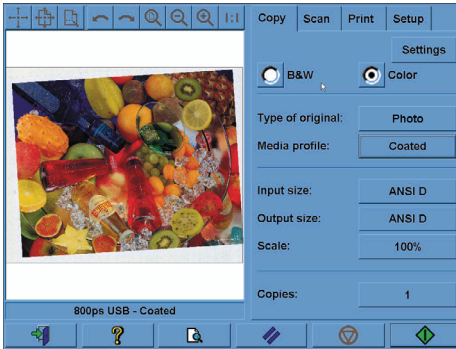 1:1
Copy Scan Print Setup
Settings
B&W Color
Type of original: Photo
Media profile: Coated
Input size: ANSI D
Output size: ANSI D
Scale: 100%
Copies: 1
800ps USB - Coated
?